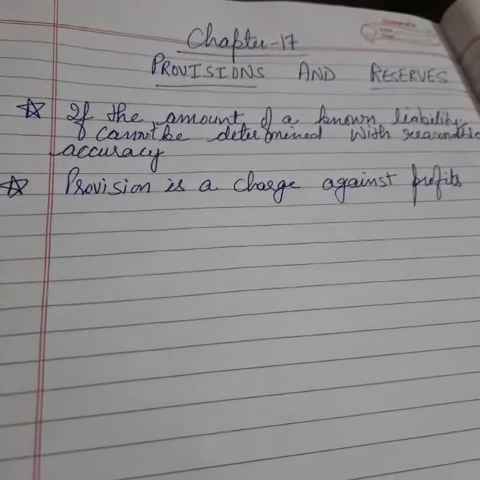 Chapter-17
PROVISIONS AND RESERVES
If the amount of a known liability
cannot be determined with reasonable
accuracy
Provision is a charge against profits